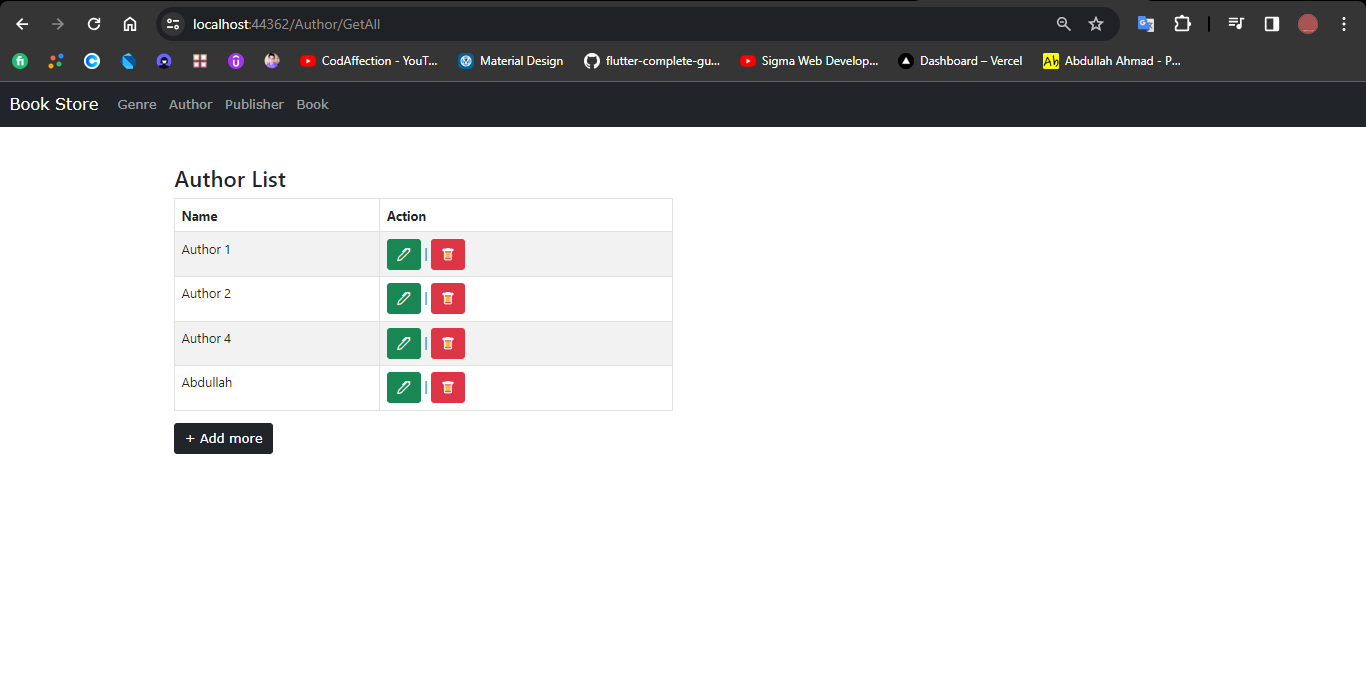 localhost:44362/Author/GetAll
CodAffection - YouT... Material Design flutter-complete-gu... Sigma Web Develop... Dashboard – Vercel Ah Abdullah Ahmad - P...
Book Store Genre Author Publisher Book
Author List
Name Action
Author 1 |
Author 2 |
Author 4 |
Abdullah |
+ Add more